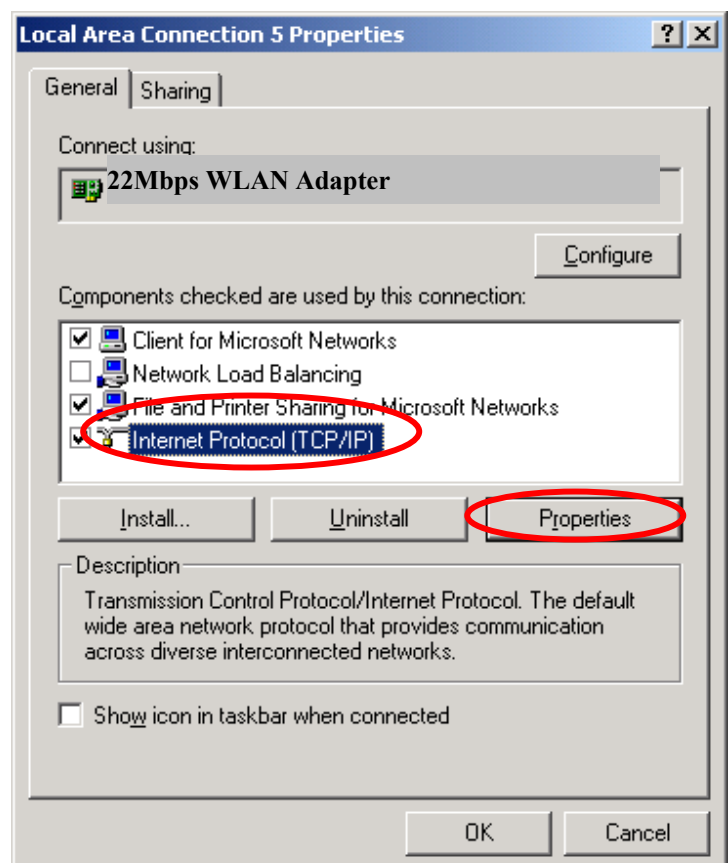 Local Area Connection 5 Properties
General
Sharing
Connect using:
22Mbps WLAN Adapter
Configure
Components checked are used by this connection:
Client for Microsoft Networks
Network Load Balancing
File and Printer Sharing for Microsoft Networks
Internet Protocol (TCP/IP)
Install...
Uninstall
Properties
Description
Transmission Control Protocol/Internet Protocol. The default
wide area network protocol that provides communication
across diverse interconnected networks.
Show icon in taskbar when connected
OK
Cancel